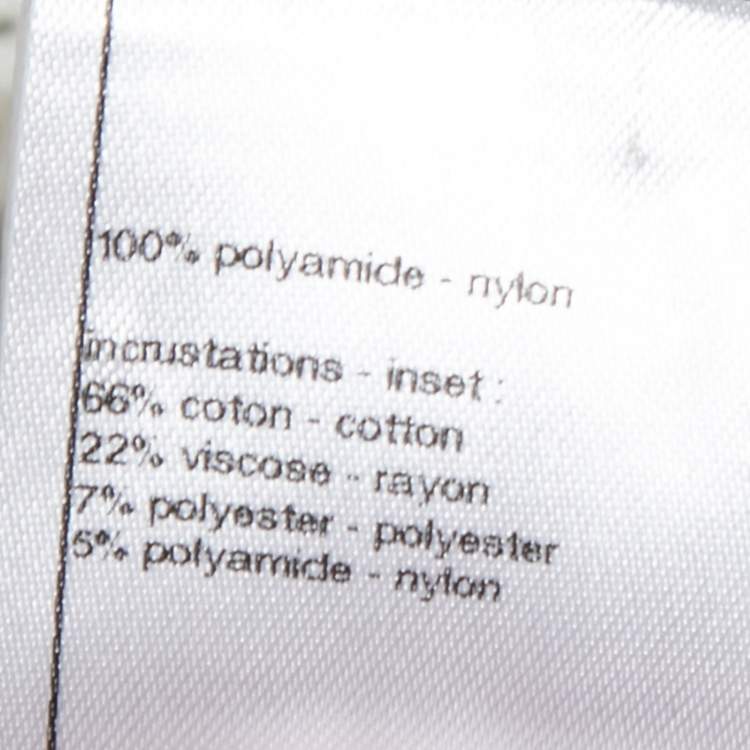 100% polyamide - nylon
incrustations - inset :
66% coton - cotton
22% viscose - rayon
7% polyester - polyester
5% polyamide - nylon